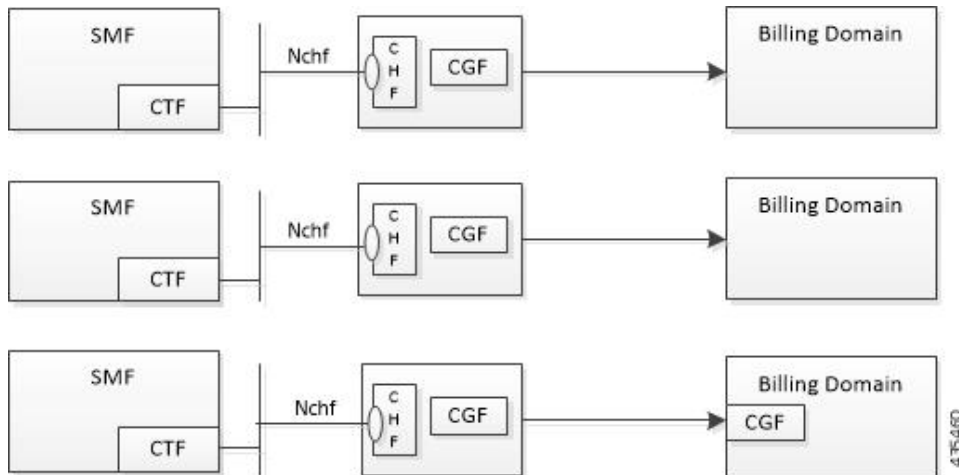 SMF
CTF
Nchf
C
H
F
CGF
Billing Domain
SMF
CTF
Nchf
C
H
F
CGF
Billing Domain
SMF
CTF
Nchf
C
H
F
CGF
Billing Domain
CGF
435460